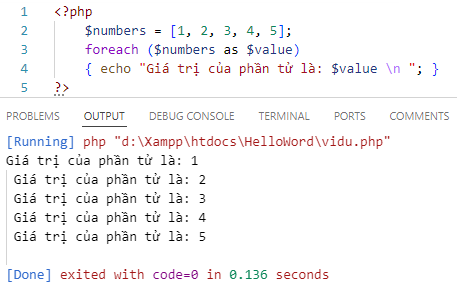 1 <?php
2 $numbers = [1, 2, 3, 4, 5];
3 foreach ($numbers as $value)
4 { echo "Giá trị của phần tử là: $value \n "; }
5 ?>
PROBLEMS OUTPUT DEBUG CONSOLE TERMINAL PORTS COMMENTS
[Running] php "d:\Xampp\htdocs\HelloWord\vidu.php"
Giá trị của phần tử là: 1
Giá trị của phần tử là: 2
Giá trị của phần tử là: 3
Giá trị của phần tử là: 4
Giá trị của phần tử là: 5
[Done] exited with code=0 in 0.136 seconds